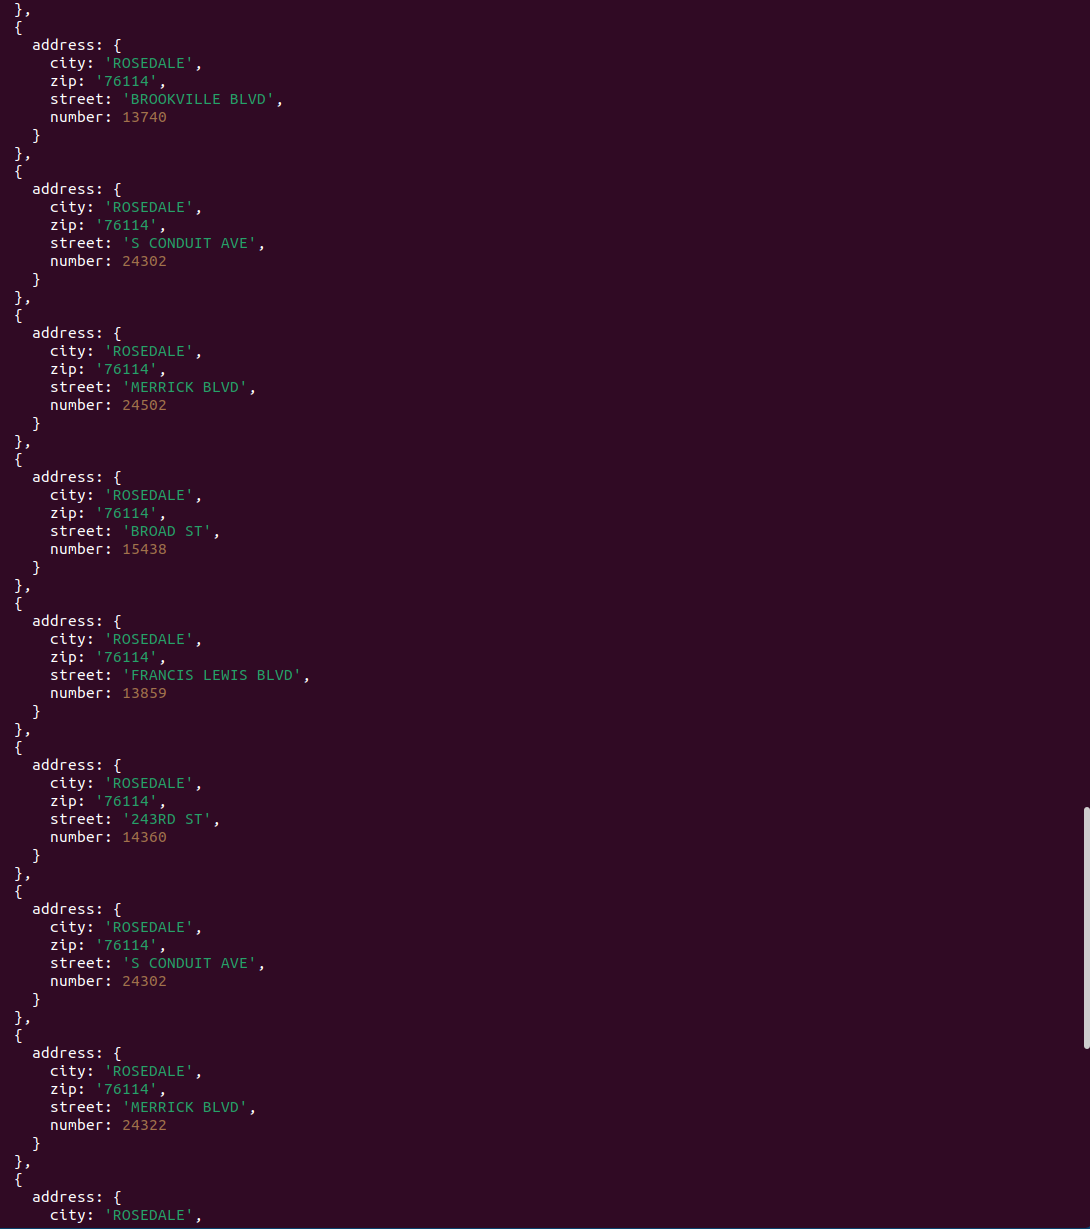 },
{
address: {
city: 'ROSEDALE',
zip: '76114',
street: 'BROOKVILLE BLVD',
number: 13740
}
},
{
address: {
city: 'ROSEDALE',
zip: '76114',
street: 'S CONDUIT AVE',
number: 24302
}
},
{
address: {
city: 'ROSEDALE',
zip: '76114',
street: 'MERRICK BLVD',
number: 24502
}
},
{
address: {
city: 'ROSEDALE',
zip: '76114',
street: 'BROAD ST',
number: 15438
}
},
{
address: {
city: 'ROSEDALE',
zip: '76114',
street: 'FRANCIS LEWIS BLVD',
number: 13859
}
},
{
address: {
city: 'ROSEDALE',
zip: '76114',
street: '243RD ST',
number: 14360
}
},
{
address: {
city: 'ROSEDALE',
zip: '76114',
street: 'S CONDUIT AVE',
number: 24302
}
},
{
address: {
city: 'ROSEDALE',
zip: '76114',
street: 'MERRICK BLVD',
number: 24322
}
},
{
address: {
city: 'ROSEDALE',